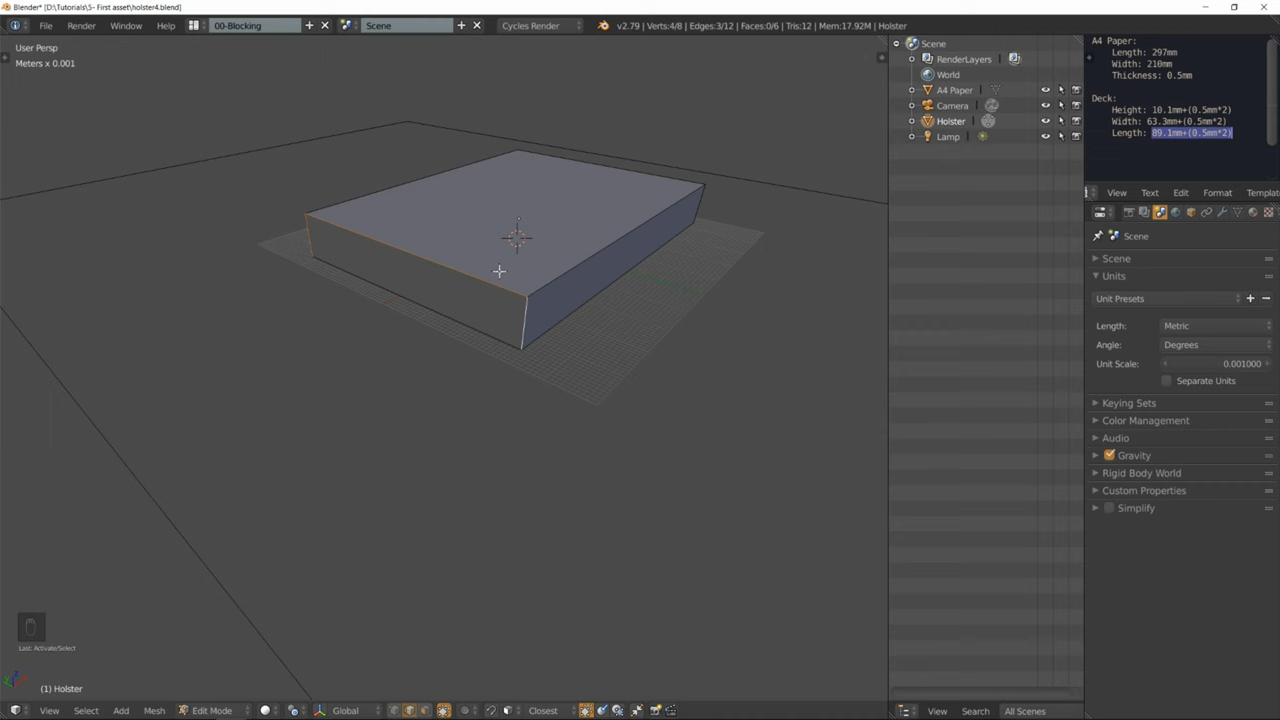 Blender* [D:\Tutorials\5- First asset\holster4.blend]
File Render Window Help 00-Blocking Scene Cycles Render v2.79 | Verts:4/8 | Edges:3/12 | Faces:0/6 | Tris:12 | Mem:17.92M | Holster
User Persp
Meters x 0.001
Scene
RenderLayers
World
A4 Paper
Camera
Holster
Lamp
A4 Paper:
Length: 297mm
Width: 210mm
Thickness: 0.5mm
Deck:
Height: 10.1mm+(0.5mm*2)
Width: 63.3mm+(0.5mm*2)
Length: 89.1mm+(0.5mm*2)
View Text Edit Format Templat
Scene
Scene
Units
Unit Presets
Length: Metric
Angle: Degrees
Unit Scale: 0.001000
Separate Units
Keying Sets
Color Management
Audio
Gravity
Rigid Body World
Custom Properties
Simplify
Last: Activate/Select
(1) Holster
View Select Add Mesh Edit Mode Global Closest
View Search All Scenes